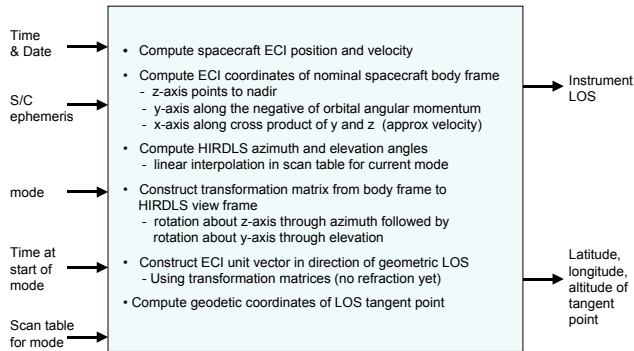 Time
& Date
S/C
ephemeris
mode
Time at
start of
mode
Scan table
for mode
• Compute spacecraft ECI position and velocity
• Compute ECI coordinates of nominal spacecraft body frame
- z-axis points to nadir
- y-axis along the negative of orbital angular momentum
- x-axis along cross product of y and z (approx velocity)
• Compute HIRDLS azimuth and elevation angles
- linear interpolation in scan table for current mode
• Construct transformation matrix from body frame to
HIRDLS view frame
- rotation about z-axis through azimuth followed by
rotation about y-axis through elevation
• Construct ECI unit vector in direction of geometric LOS
- Using transformation matrices (no refraction yet)
• Compute geodetic coordinates of LOS tangent point
Instrument
LOS
Latitude,
longitude,
altitude of
tangent
point